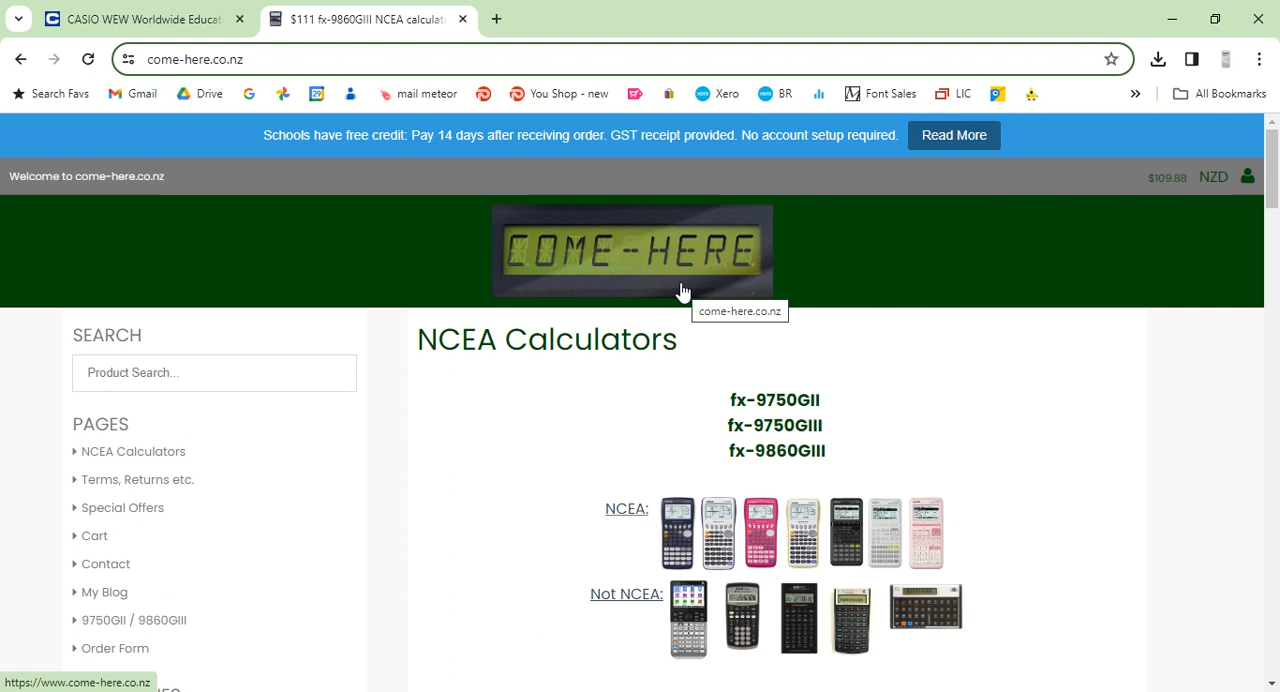 CASIO WEW Worldwide Educat
$111 fx-9860GIII NCEA calculat
come-here.co.nz
Search Favs
Gmail
Drive
mail meteor
You Shop - new
Xero
BR
Font Sales
LIC
All Bookmarks
Schools have free credit: Pay 14 days after receiving order. GST receipt provided. No account setup required.
Read More
Welcome to come-here.co.nz
$109.88 NZD
COME-HERE
come-here.co.nz
SEARCH
Product Search...
PAGES
NCEA Calculators
Terms, Returns etc.
Special Offers
Cart
Contact
My Blog
9750GII / 9860GIII
Order Form
NCEA Calculators
fx-9750GII
fx-9750GIII
fx-9860GIII
NCEA:
Not NCEA:
https://www.come-here.co.nz